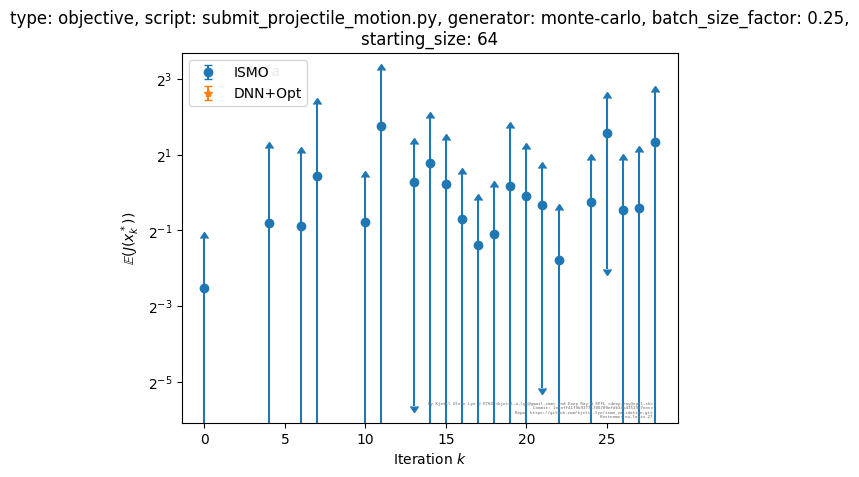 type: objective, script: submit_projectile_motion.py, generator: monte-carlo, batch_size_factor: 0.25,
starting_size: 64
ISMO
DNN+Opt
2^3
2^1
2^-1
2^-3
2^-5
𝔼(J(x_k^*))
0 5 10 15 20 25
Iteration k